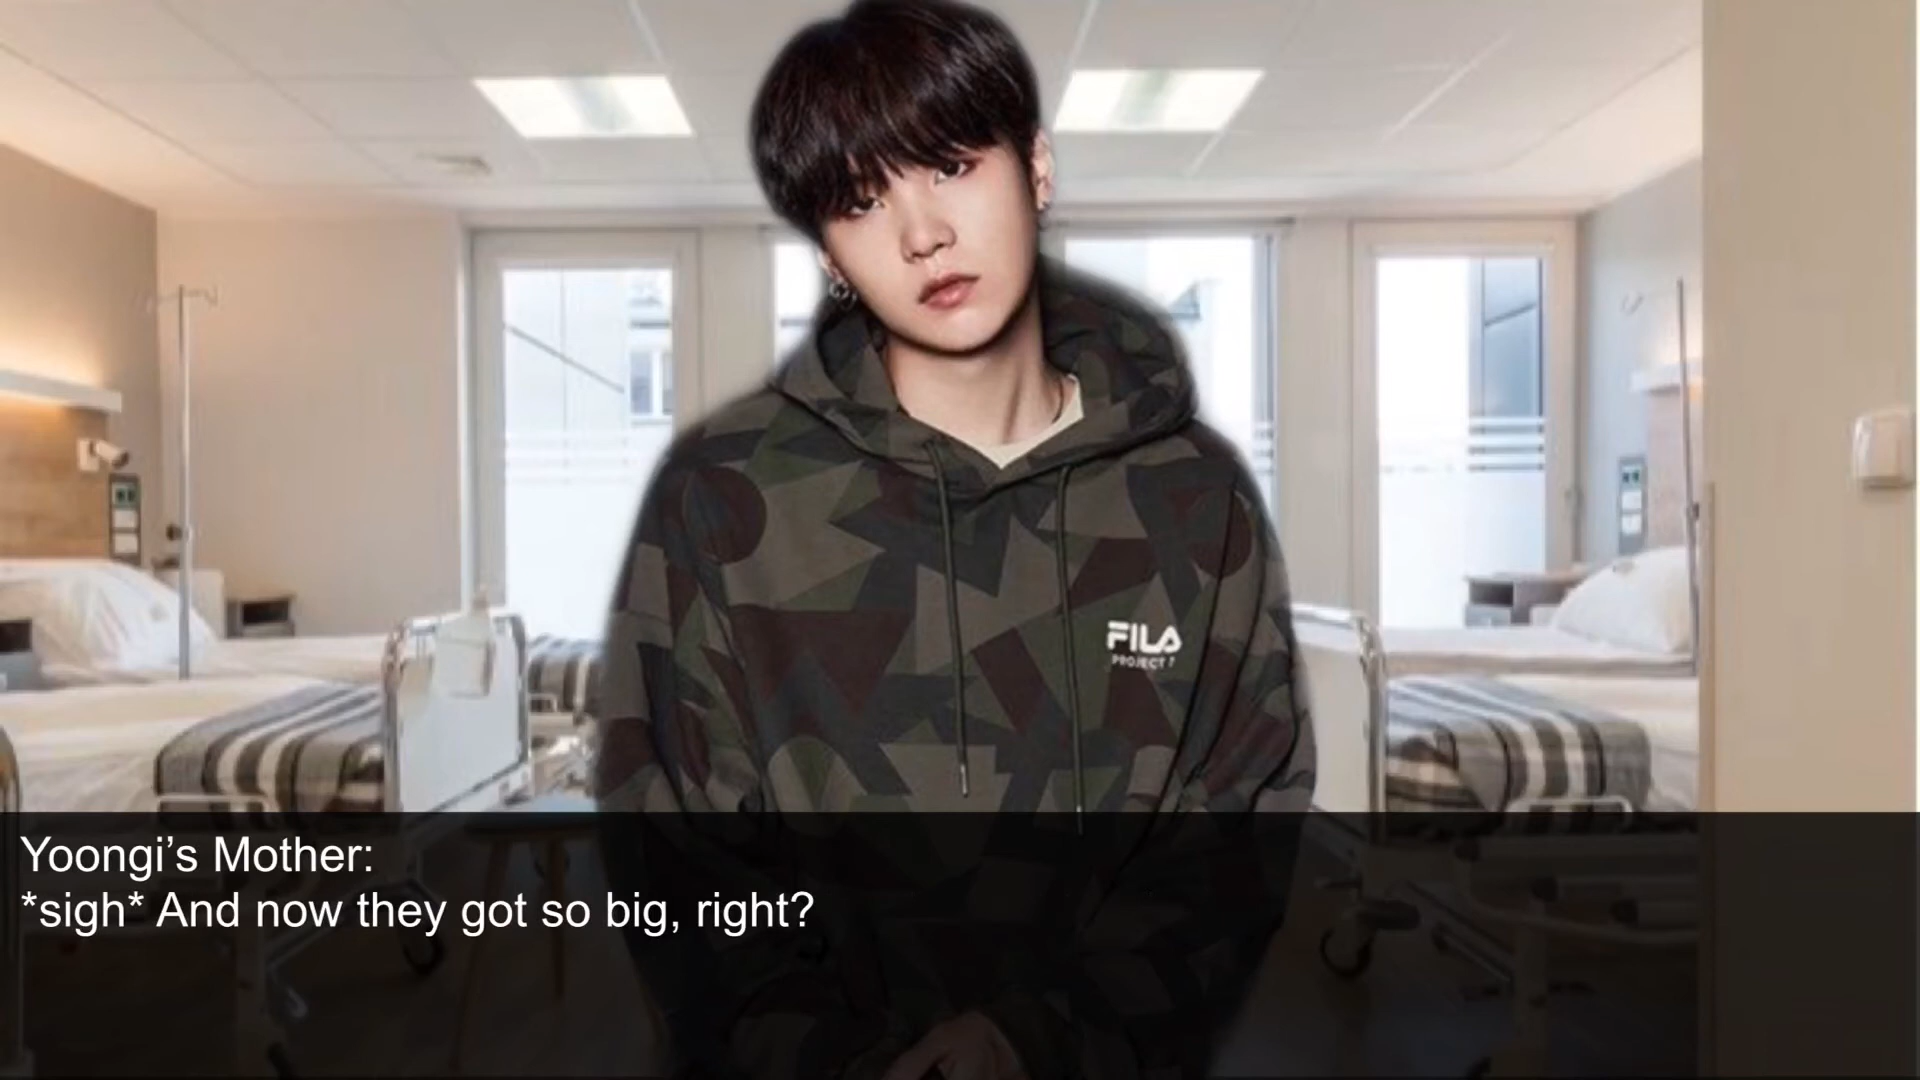 FILA
PROJECT 7
Yoongi’s Mother:
*sigh* And now they got so big, right?